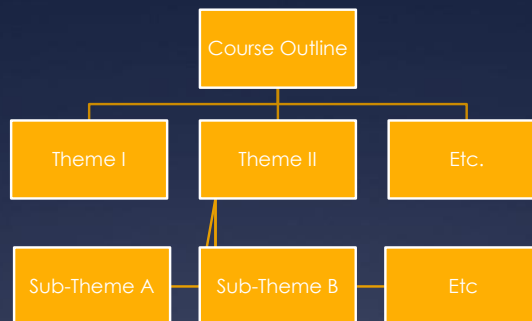 Course Outline
Theme I
Theme II
Etc.
Sub-Theme A
Sub-Theme B
Etc